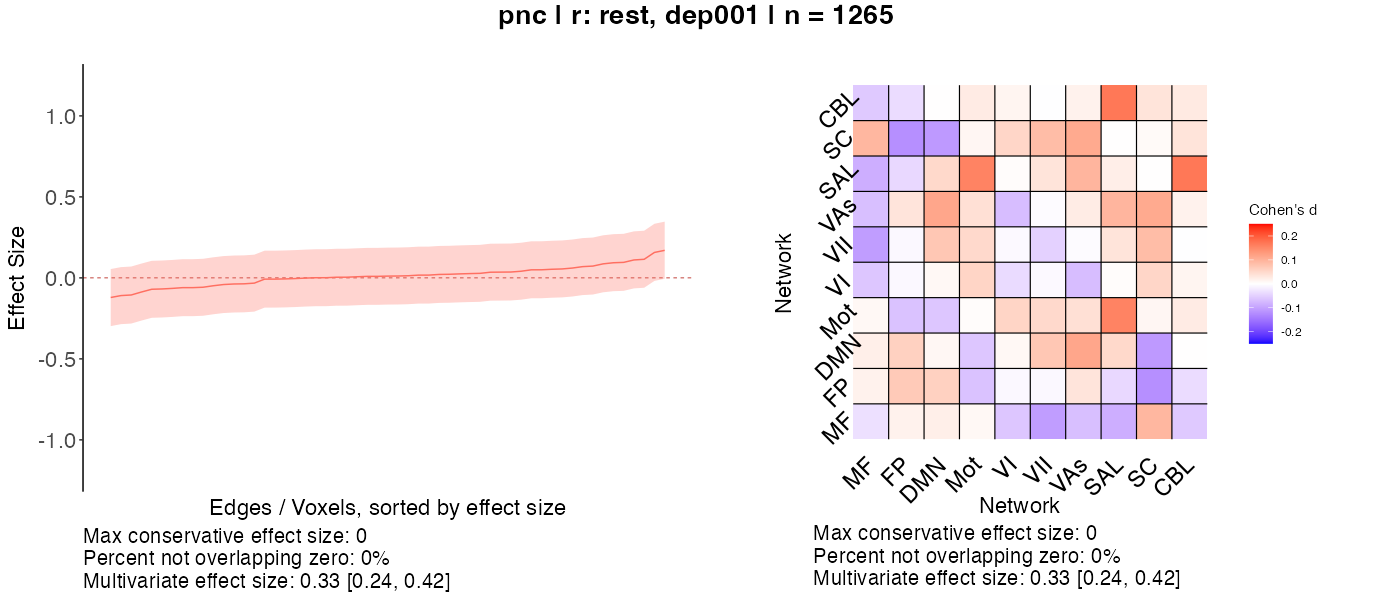 pnc | r: rest, dep001 | n = 1265
Effect Size
1.0
0.5
0.0
-0.5
-1.0
Edges / Voxels, sorted by effect size
Max conservative effect size: 0
Percent not overlapping zero: 0%
Multivariate effect size: 0.33 [0.24, 0.42]
Network
CBL
SC
SAL
VAs
VII
VI
Mot
DMN
FP
MF
MF
FP
DMN
Mot
VI
VII
VAs
SAL
SC
CBL
Network
Max conservative effect size: 0
Percent not overlapping zero: 0%
Multivariate effect size: 0.33 [0.24, 0.42]
Cohen's d
0.2
0.1
0.0
-0.1
-0.2